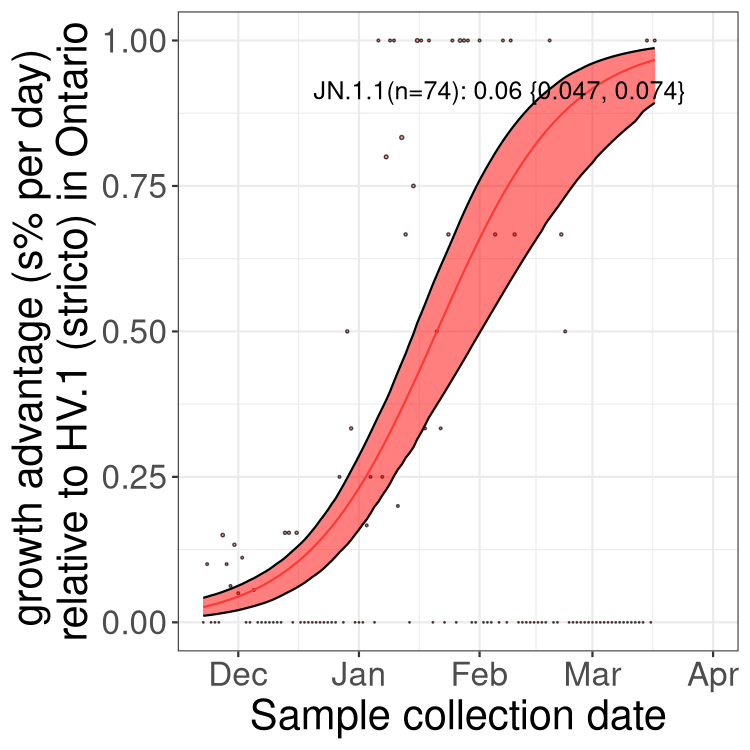 growth advantage (s% per day)
relative to HV.1 (stricto) in Ontario
1.00
0.75
0.50
0.25
0.00
JN.1.1(n=74): 0.06 {0.047, 0.074}
Dec Jan Feb Mar Apr
Sample collection date